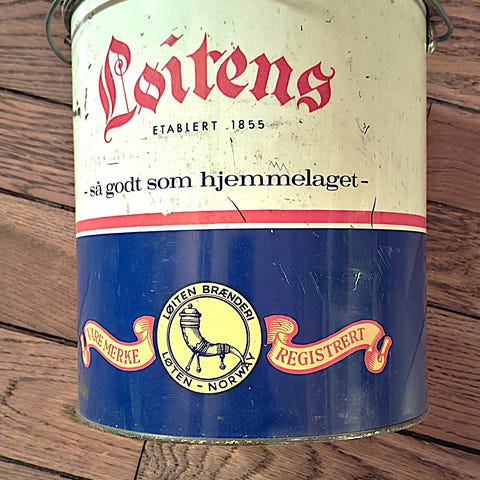 Løitens
ETABLERT 1855
- så godt som hjemmelaget -
LØITEN BRÆNDERI
VAREMERKE
REGISTRERT
LØTEN - NORWAY